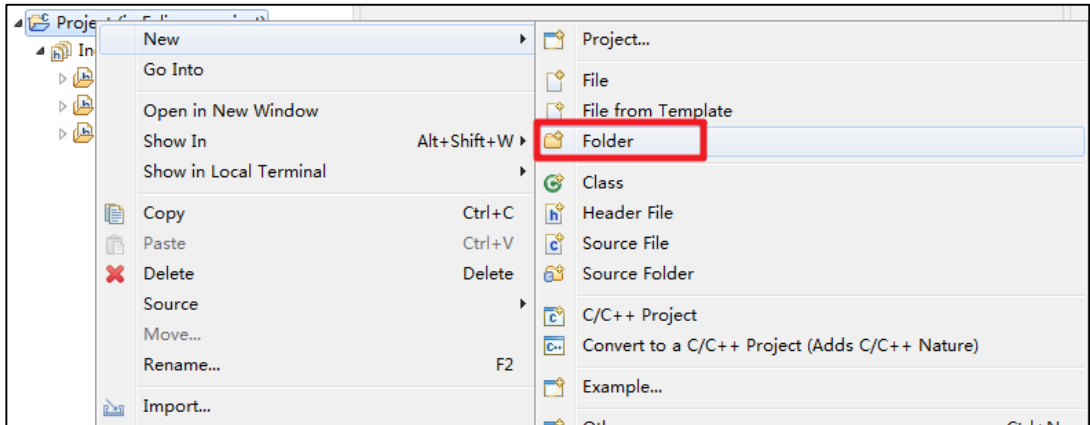 Project
New
Project...
In
Go Into
File
Open in New Window
File from Template
Show In Alt+Shift+W
Folder
Show in Local Terminal
Class
Copy Ctrl+C
Header File
Paste Ctrl+V
Source File
Delete Delete
Source Folder
Source
C/C++ Project
Move...
Convert to a C/C++ Project (Adds C/C++ Nature)
Rename... F2
Example...
Import...